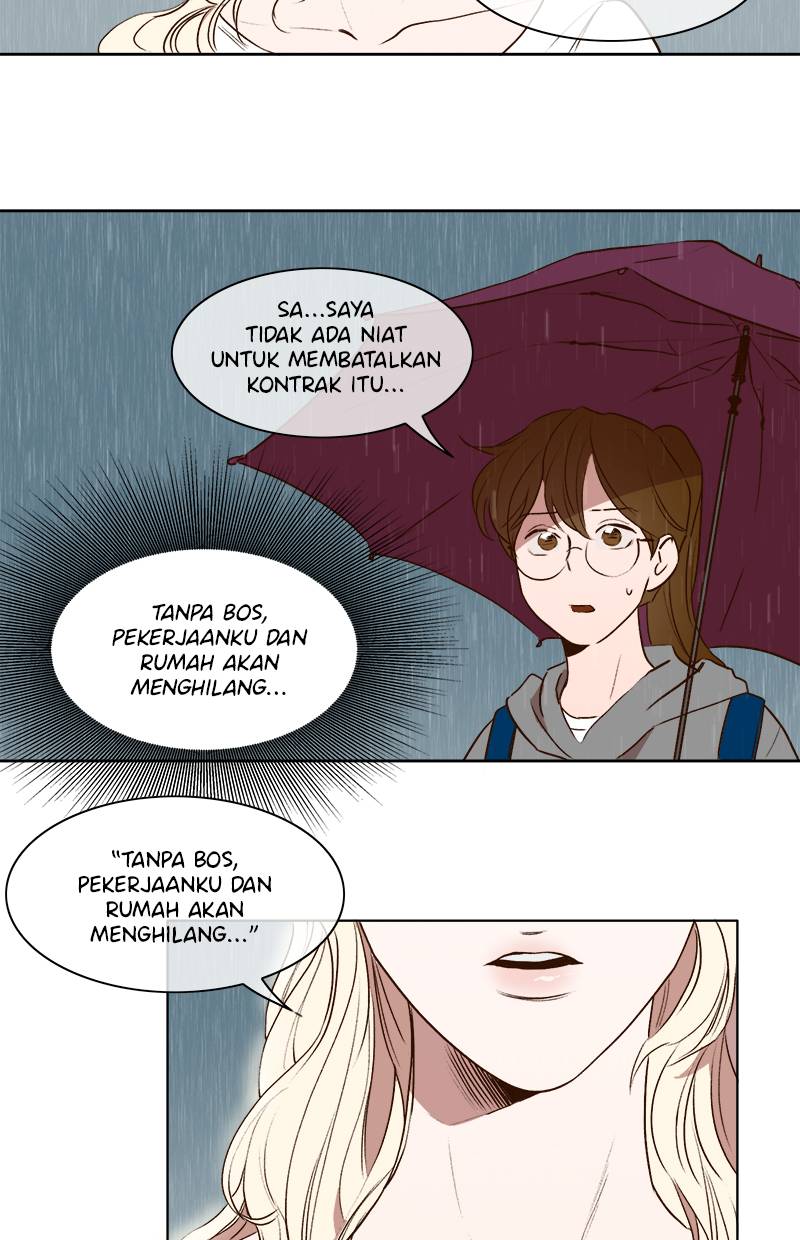 SA...SAYA
TIDAK ADA NIAT
UNTUK MEMBATALKAN
KONTRAK ITU...
TANPA BOS,
PEKERJAANKU DAN
RUMAH AKAN
MENGHILANG...
“TANPA BOS,
PEKERJAANKU DAN
RUMAH AKAN
MENGHILANG...”